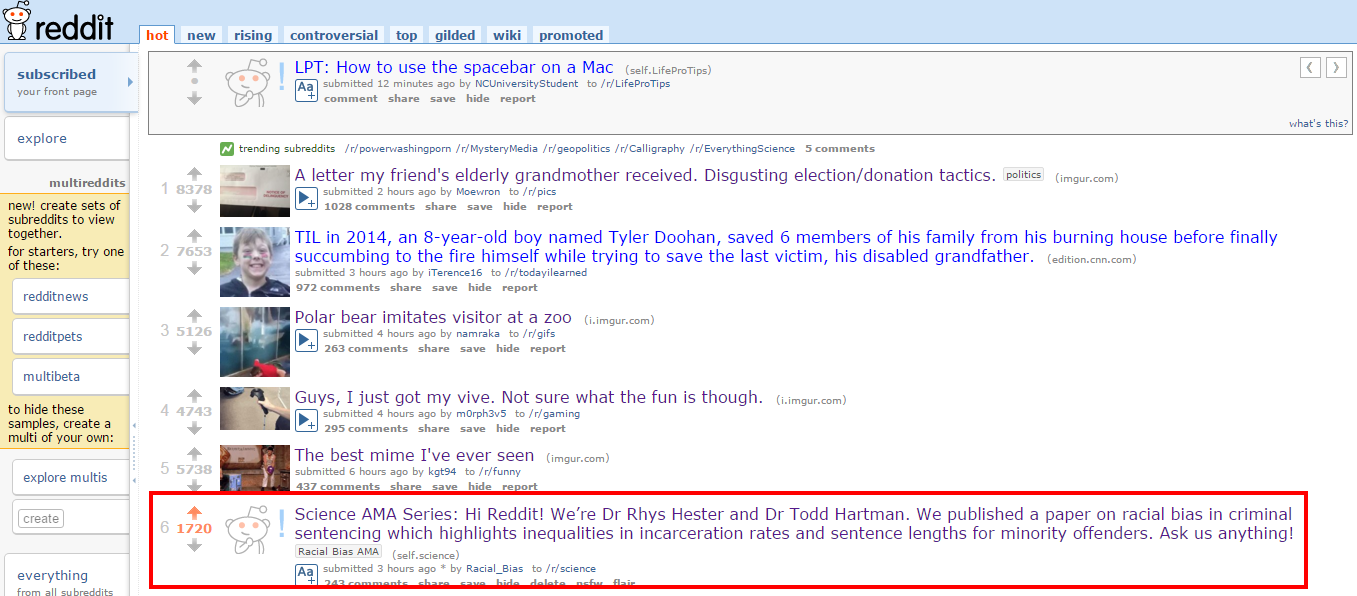 reddit
hot new rising controversial top gilded wiki promoted
subscribed
your front page
explore
multireddits
new! create sets of
subreddits to view
together.
for starters, try one
of these:
redditnews
redditpets
multibeta
to hide these
samples, create a
multi of your own:
explore multis
create
everything
from all subreddits
LPT: How to use the spacebar on a Mac (self.LifeProTips)
Aa+ submitted 12 minutes ago by NCUniversityStudent to /r/LifeProTips
comment share save hide report
what's this?
trending subreddits /r/powerwashingporn /r/MysteryMedia /r/geopolitics /r/Calligraphy /r/EverythingScience 5 comments
1 8378 A letter my friend's elderly grandmother received. Disgusting election/donation tactics. politics (imgur.com)
submitted 2 hours ago by Moewron to /r/pics
1028 comments share save hide report
2 7653 TIL in 2014, an 8-year-old boy named Tyler Doohan, saved 6 members of his family from his burning house before finally
succumbing to the fire himself while trying to save the last victim, his disabled grandfather. (edition.cnn.com)
submitted 3 hours ago by iTerence16 to /r/todayilearned
972 comments share save hide report
3 5126 Polar bear imitates visitor at a zoo (i.imgur.com)
submitted 4 hours ago by namraka to /r/gifs
263 comments share save hide report
4 4743 Guys, I just got my vive. Not sure what the fun is though. (i.imgur.com)
submitted 4 hours ago by m0rph3v5 to /r/gaming
295 comments share save hide report
5 5738 The best mime I've ever seen (imgur.com)
submitted 6 hours ago by kgt94 to /r/funny
437 comments share save hide report
6 1720 Science AMA Series: Hi Reddit! We’re Dr Rhys Hester and Dr Todd Hartman. We published a paper on racial bias in criminal
sentencing which highlights inequalities in incarceration rates and sentence lengths for minority offenders. Ask us anything!
Racial Bias AMA (self.science)
Aa+ submitted 3 hours ago * by Racial_Bias to /r/science
243 comments share save hide delete nsfw flair